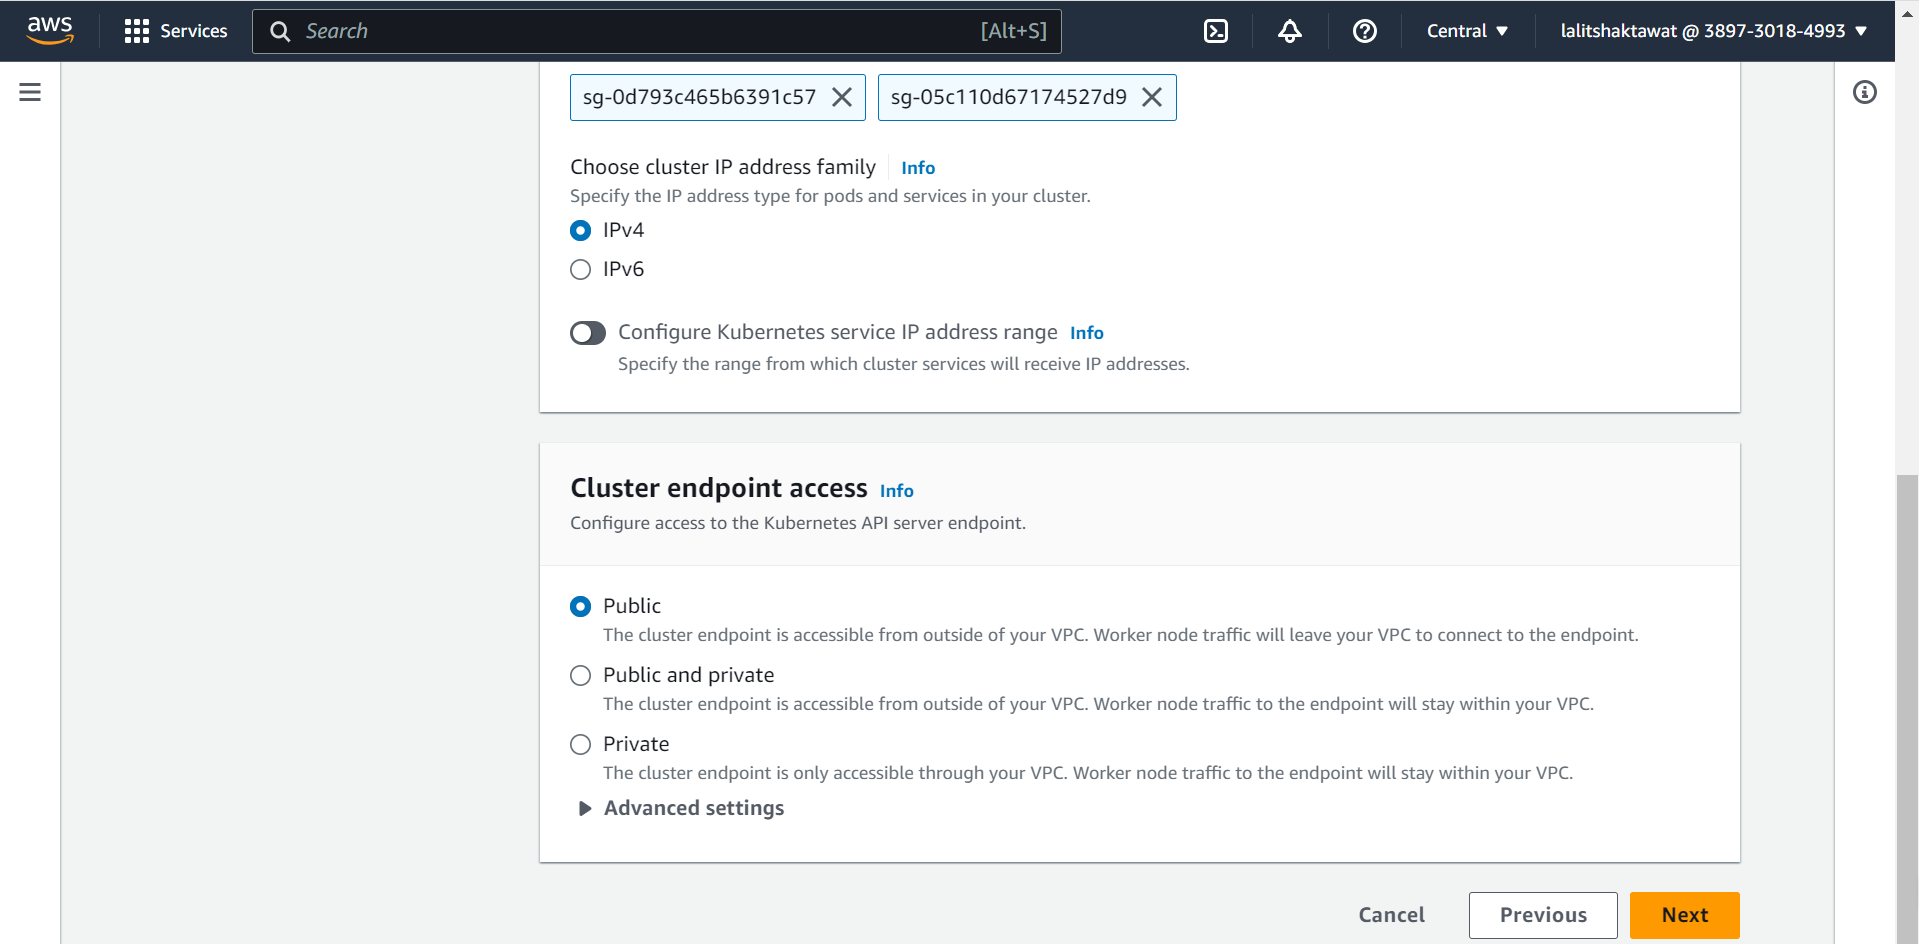 aws
Services
Search
[Alt+S]
Central
lalitshaktawat @ 3897-3018-4993
sg-0d793c465b6391c57
sg-05c110d67174527d9
Choose cluster IP address family
Info
Specify the IP address type for pods and services in your cluster.
IPv4
IPv6
Configure Kubernetes service IP address range
Info
Specify the range from which cluster services will receive IP addresses.
Cluster endpoint access
Info
Configure access to the Kubernetes API server endpoint.
Public
The cluster endpoint is accessible from outside of your VPC. Worker node traffic will leave your VPC to connect to the endpoint.
Public and private
The cluster endpoint is accessible from outside of your VPC. Worker node traffic to the endpoint will stay within your VPC.
Private
The cluster endpoint is only accessible through your VPC. Worker node traffic to the endpoint will stay within your VPC.
Advanced settings
Cancel
Previous
Next